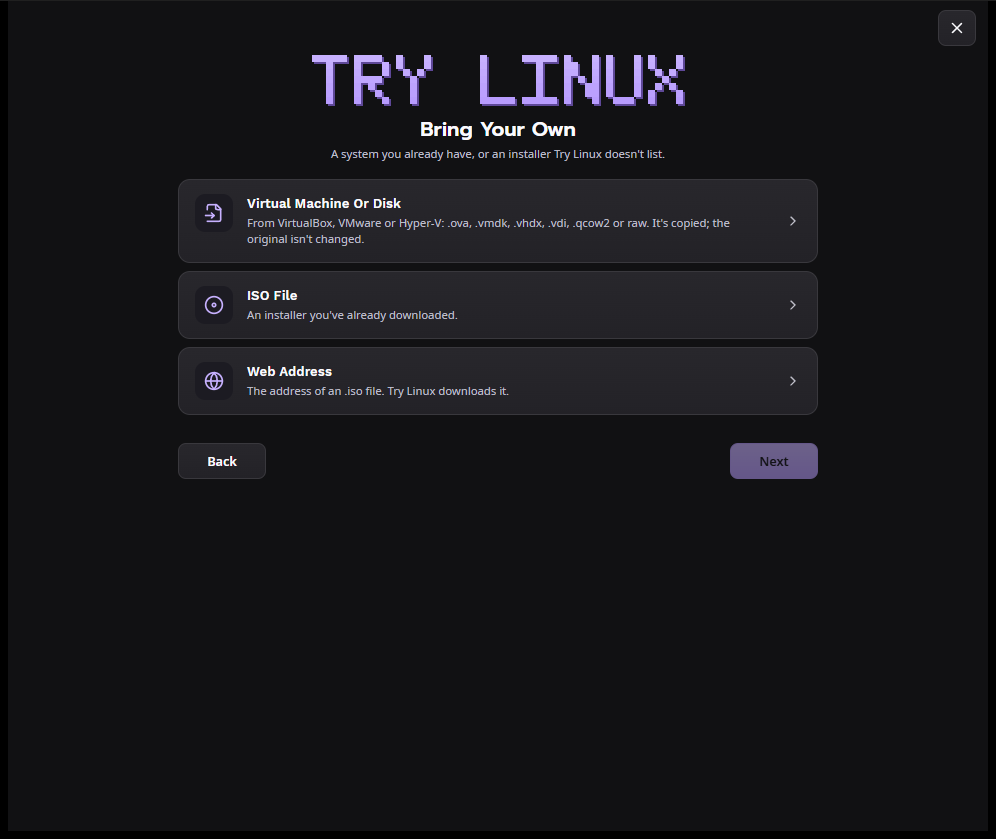 TRY LINUX
Bring Your Own
A system you already have, or an installer Try Linux doesn't list.
Virtual Machine Or Disk
From VirtualBox, VMware or Hyper-V: .ova, .vmdk, .vhdx, .vdi, .qcow2 or raw. It's copied; the
original isn't changed.
ISO File
An installer you've already downloaded.
Web Address
The address of an .iso file. Try Linux downloads it.
Back
Next